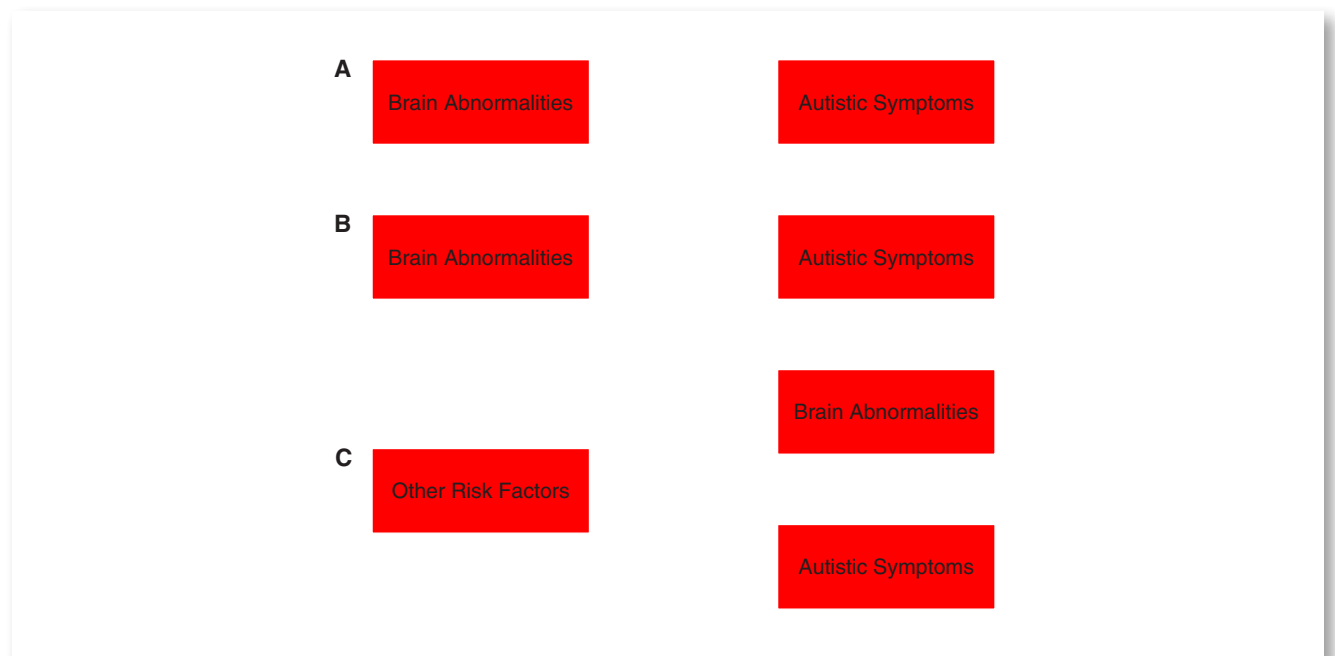 A
Brain Abnormalities
Autistic Symptoms
B
Brain Abnormalities
Autistic Symptoms
Brain Abnormalities
C
Other Risk Factors
Autistic Symptoms